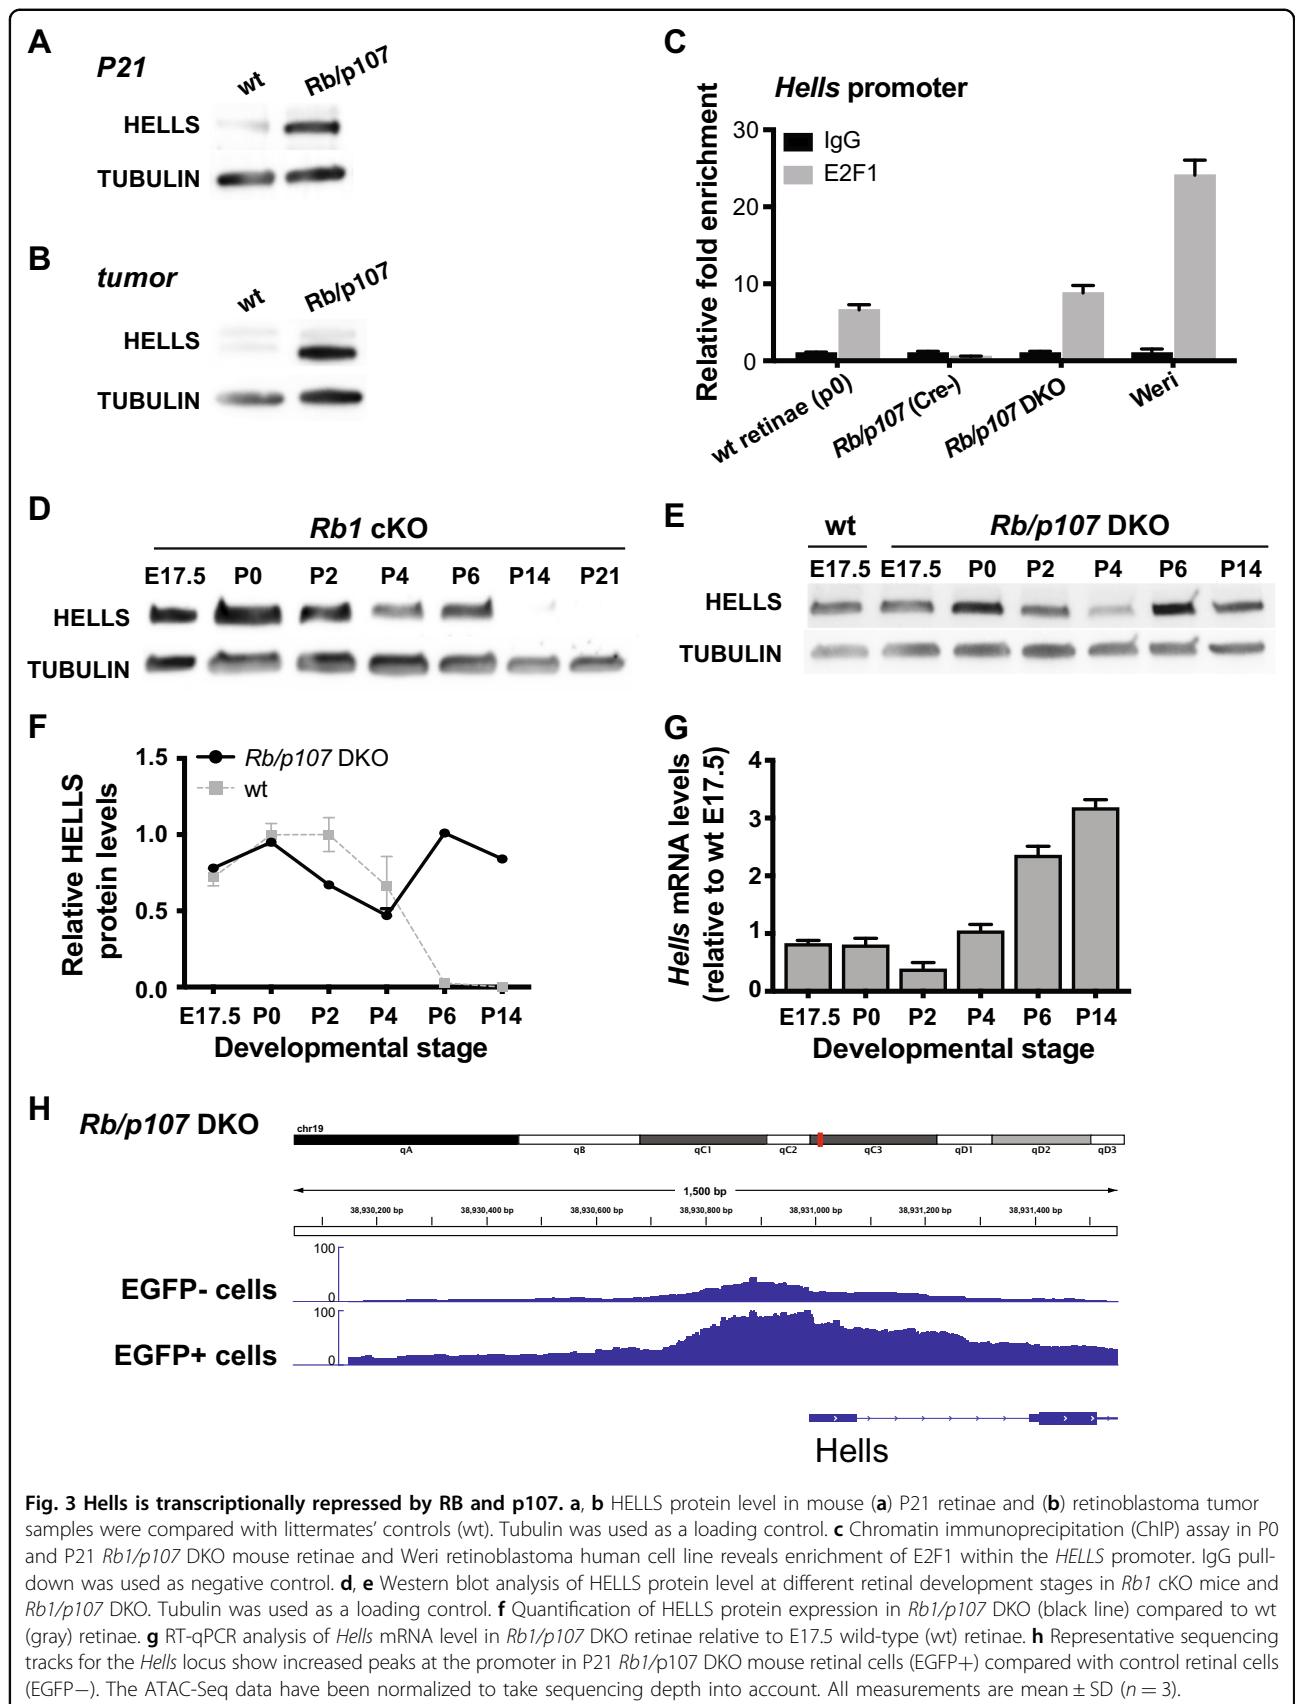 A
P21
wt
Rb/p107
HELLS
TUBULIN
B
tumor
wt
Rb/p107
HELLS
TUBULIN
C
Hells promoter
Relative fold enrichment
30
20
10
0
IgG
E2F1
wt retinae (p0)
Rb/p107 (Cre-)
Rb/p107 DKO
Weri
D
Rb1 cKO
E17.5 P0 P2 P4 P6 P14 P21
HELLS
TUBULIN
E
wt Rb/p107 DKO
E17.5 E17.5 P0 P2 P4 P6 P14
HELLS
TUBULIN
F
Relative HELLS
protein levels
1.5
1.0
0.5
0.0
Rb/p107 DKO
wt
E17.5 P0 P2 P4 P6 P14
Developmental stage
G
Hells mRNA levels
(relative to wt E17.5)
4
3
2
1
0
E17.5 P0 P2 P4 P6 P14
Developmental stage
H
Rb/p107 DKO
chr19
qA qB qC1 qC2 qC3 qD1 qD2 qD3
1,500 bp
38,930,200 bp 38,930,400 bp 38,930,600 bp 38,930,800 bp 38,931,000 bp 38,931,200 bp 38,931,400 bp
100
EGFP- cells
0
100
EGFP+ cells
0
Hells
Fig. 3 Hells is transcriptionally repressed by RB and p107. a, b HELLS protein level in mouse (a) P21 retinae and (b) retinoblastoma tumor
samples were compared with littermates’ controls (wt). Tubulin was used as a loading control. c Chromatin immunoprecipitation (ChIP) assay in P0
and P21 Rb1/p107 DKO mouse retinae and Weri retinoblastoma human cell line reveals enrichment of E2F1 within the HELLS promoter. IgG pull-
down was used as negative control. d, e Western blot analysis of HELLS protein level at different retinal development stages in Rb1 cKO mice and
Rb1/p107 DKO. Tubulin was used as a loading control. f Quantification of HELLS protein expression in Rb1/p107 DKO (black line) compared to wt
(gray) retinae. g RT-qPCR analysis of Hells mRNA level in Rb1/p107 DKO retinae relative to E17.5 wild-type (wt) retinae. h Representative sequencing
tracks for the Hells locus show increased peaks at the promoter in P21 Rb1/p107 DKO mouse retinal cells (EGFP+) compared with control retinal cells
(EGFP−). The ATAC-Seq data have been normalized to take sequencing depth into account. All measurements are mean ± SD (n = 3).